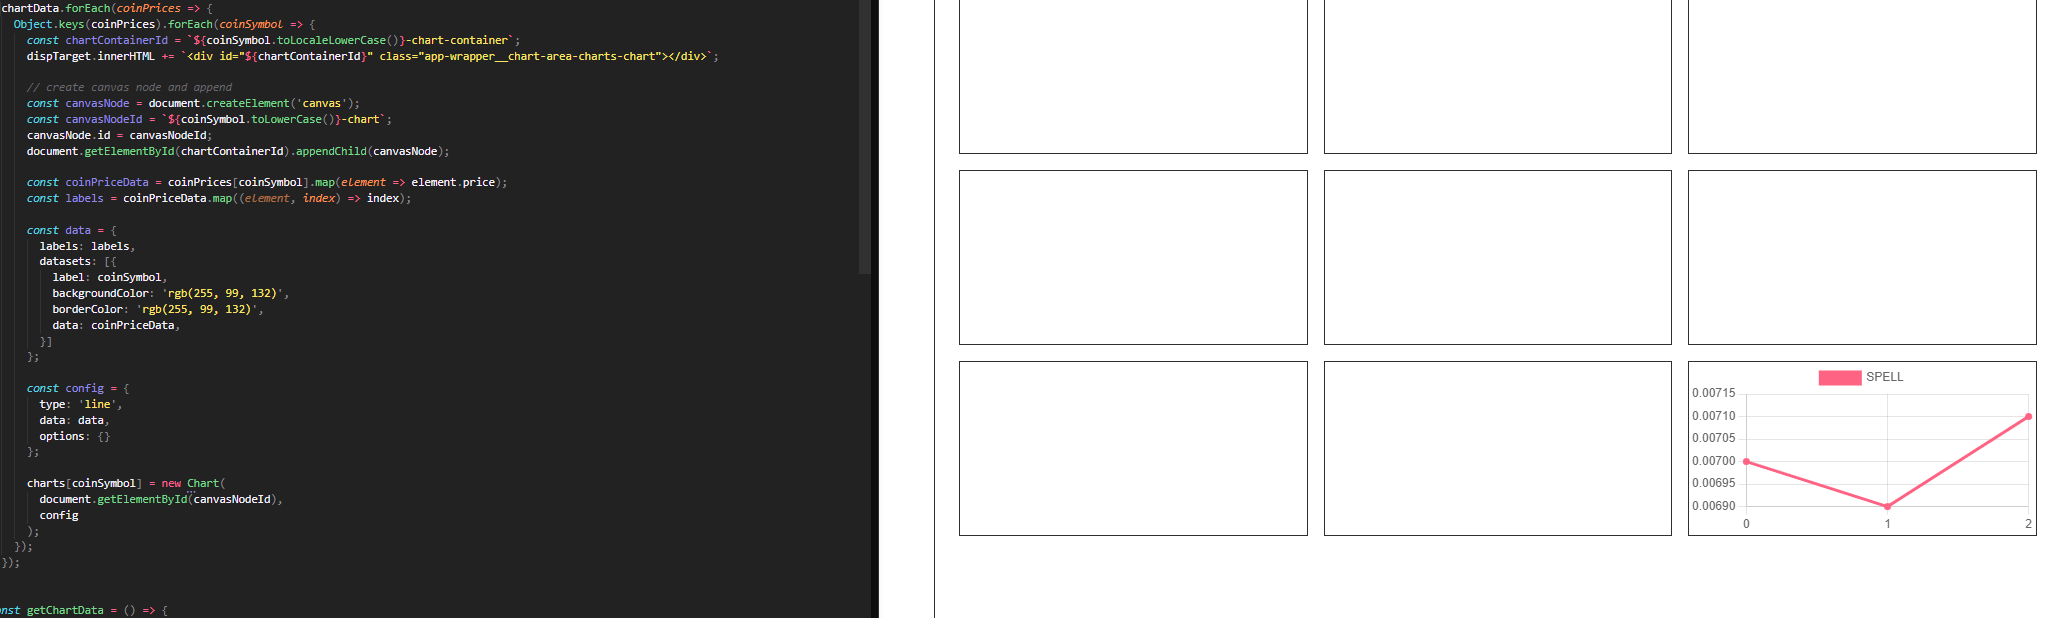 chartData.forEach(coinPrices => {
Object.keys(coinPrices).forEach(coinSymbol => {
const chartContainerId = `${coinSymbol.toLocaleLowerCase()}-chart-container`;
dispTarget.innerHTML += `<div id="${chartContainerId}" class="app-wrapper__chart-area-charts-chart"></div>`;
// create canvas node and append
const canvasNode = document.createElement('canvas');
const canvasNodeId = `${coinSymbol.toLowerCase()}-chart`;
canvasNode.id = canvasNodeId;
document.getElementById(chartContainerId).appendChild(canvasNode);
const coinPriceData = coinPrices[coinSymbol].map(element => element.price);
const labels = coinPriceData.map((element, index) => index);
const data = {
labels: labels,
datasets: [{
label: coinSymbol,
backgroundColor: 'rgb(255, 99, 132)',
borderColor: 'rgb(255, 99, 132)',
data: coinPriceData,
}]
};
const config = {
type: 'line',
data: data,
options: {}
};
charts[coinSymbol] = new Chart(
document.getElementById(canvasNodeId),
config
);
});
});
nst getChartData = () => {
SPELL
0.00715
0.00710
0.00705
0.00700
0.00695
0.00690
0 1 2